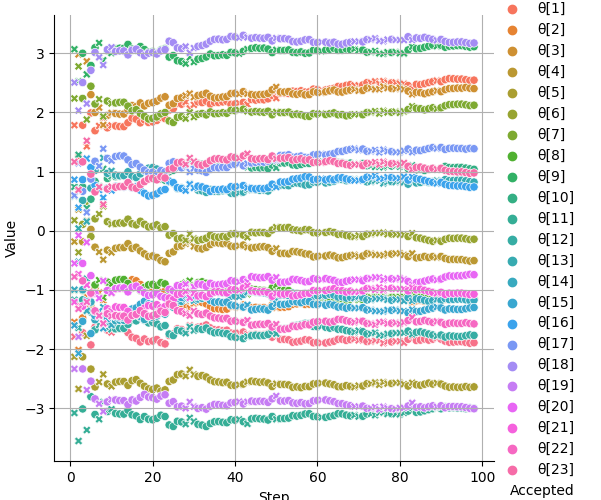 3
2
1
0
−1
−2
−3
Value
0
20
40
60
80
100
Step
θ[1]
θ[2]
θ[3]
θ[4]
θ[5]
θ[6]
θ[7]
θ[8]
θ[9]
θ[10]
θ[11]
θ[12]
θ[13]
θ[14]
θ[15]
θ[16]
θ[17]
θ[18]
θ[19]
θ[20]
θ[21]
θ[22]
θ[23]
Accepted